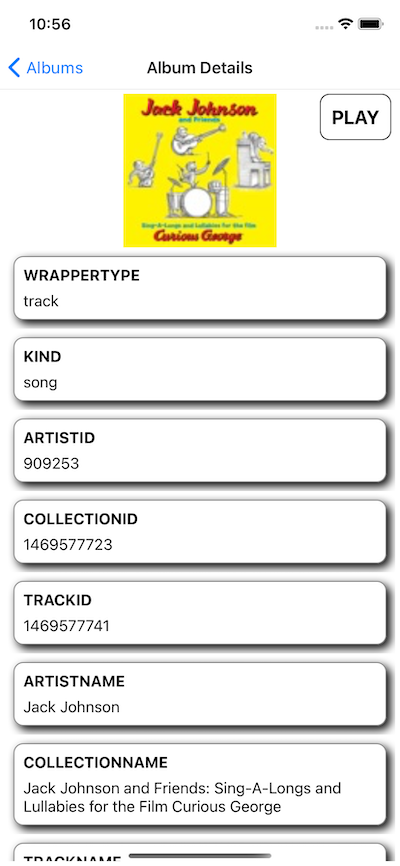 10:56
Albums
Album Details
Jack Johnson
and Friends
Sing-A-Longs and Lullabies for the Film
Curious George
PLAY
WRAPPERTYPE
track
KIND
song
ARTISTID
909253
COLLECTIONID
1469577723
TRACKID
1469577741
ARTISTNAME
Jack Johnson
COLLECTIONNAME
Jack Johnson and Friends: Sing-A-Longs and
Lullabies for the Film Curious George
TRACKNAME